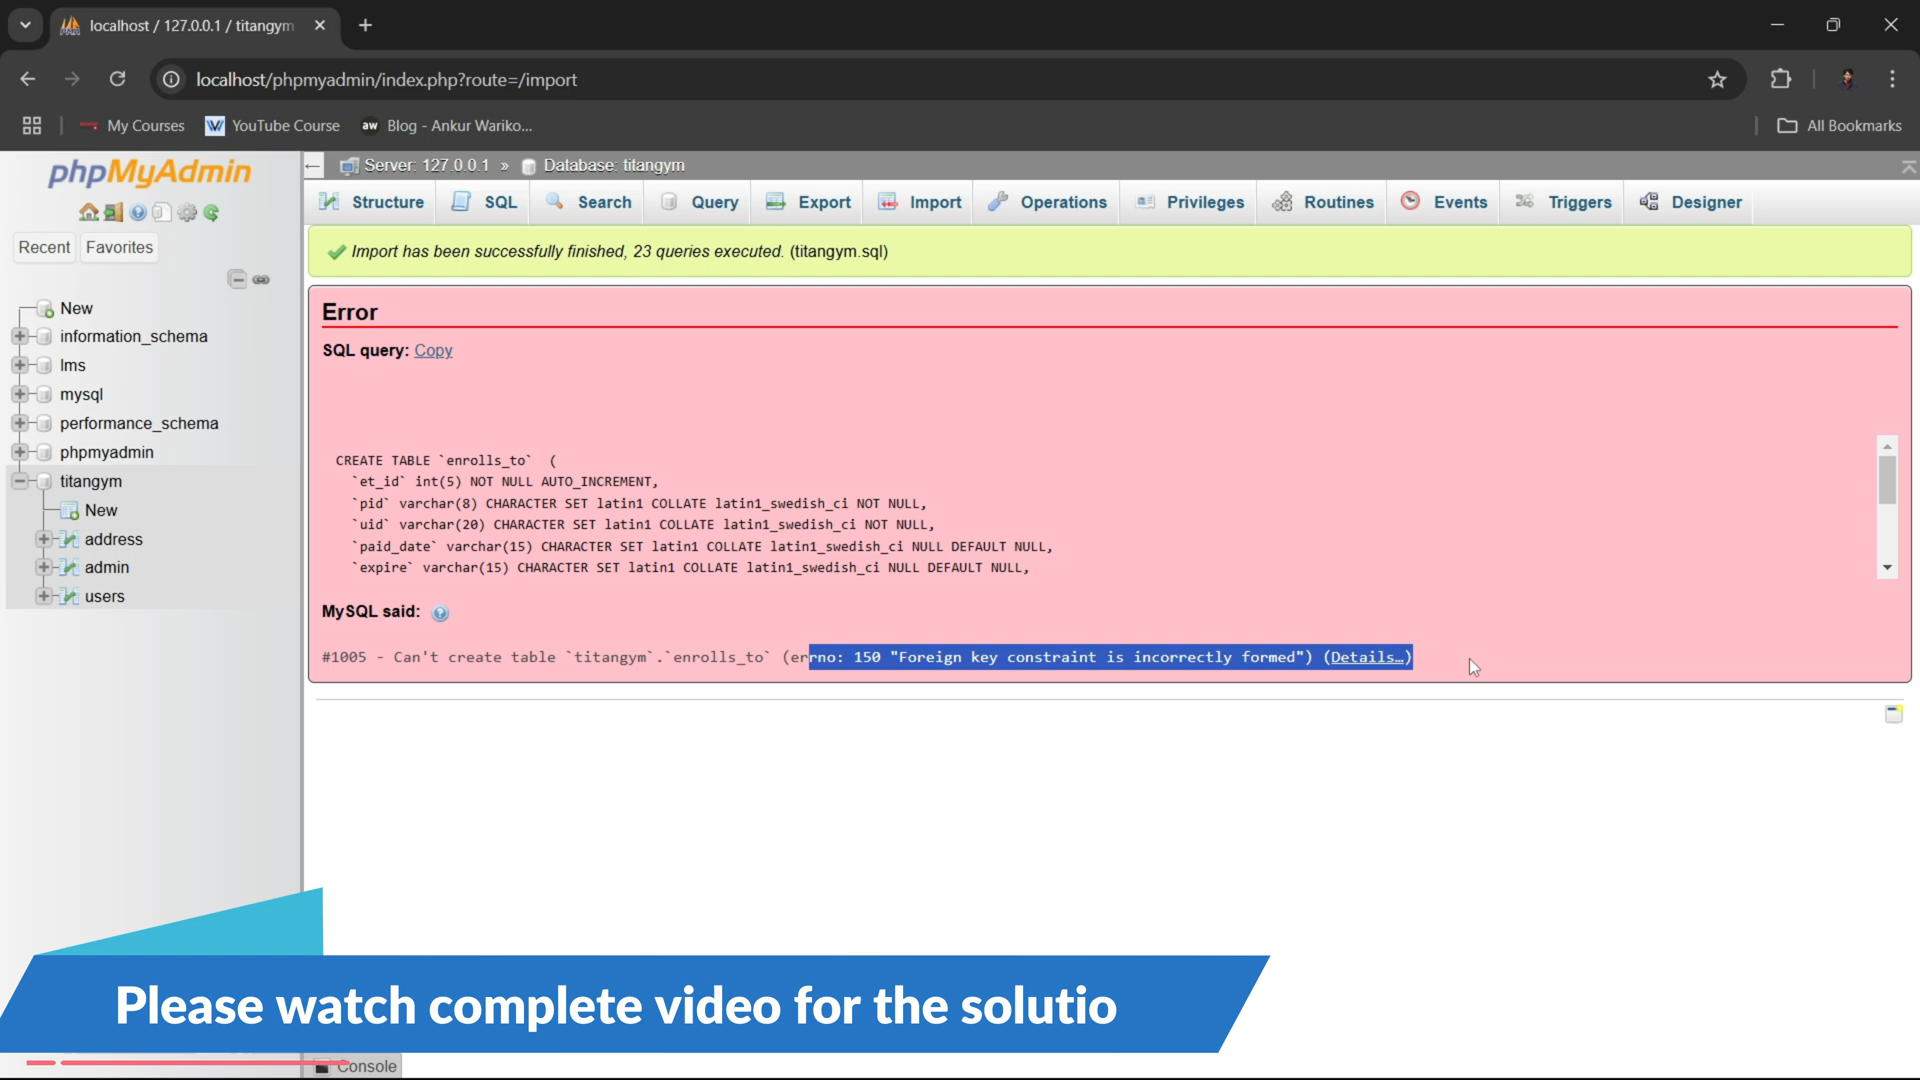 localhost / 127.0.0.1 / titangym
localhost/phpmyadmin/index.php?route=/import
My Courses
YouTube Course
aw Blog - Ankur Wariko...
All Bookmarks
phpMyAdmin
Server: 127.0.0.1 » Database: titangym
Structure SQL Search Query Export Import Operations Privileges Routines Events Triggers Designer
Recent Favorites
New
information_schema
lms
mysql
performance_schema
phpmyadmin
titangym
New
address
admin
users
Import has been successfully finished, 23 queries executed. (titangym.sql)
Error
SQL query: Copy
CREATE TABLE `enrolls_to` (
`et_id` int(5) NOT NULL AUTO_INCREMENT,
`pid` varchar(8) CHARACTER SET latin1 COLLATE latin1_swedish_ci NOT NULL,
`uid` varchar(20) CHARACTER SET latin1 COLLATE latin1_swedish_ci NOT NULL,
`paid_date` varchar(15) CHARACTER SET latin1 COLLATE latin1_swedish_ci NULL DEFAULT NULL,
`expire` varchar(15) CHARACTER SET latin1 COLLATE latin1_swedish_ci NULL DEFAULT NULL,
MySQL said:
#1005 - Can't create table `titangym`.`enrolls_to` (errno: 150 "Foreign key constraint is incorrectly formed") (Details…)
Please watch complete video for the solutio
Console